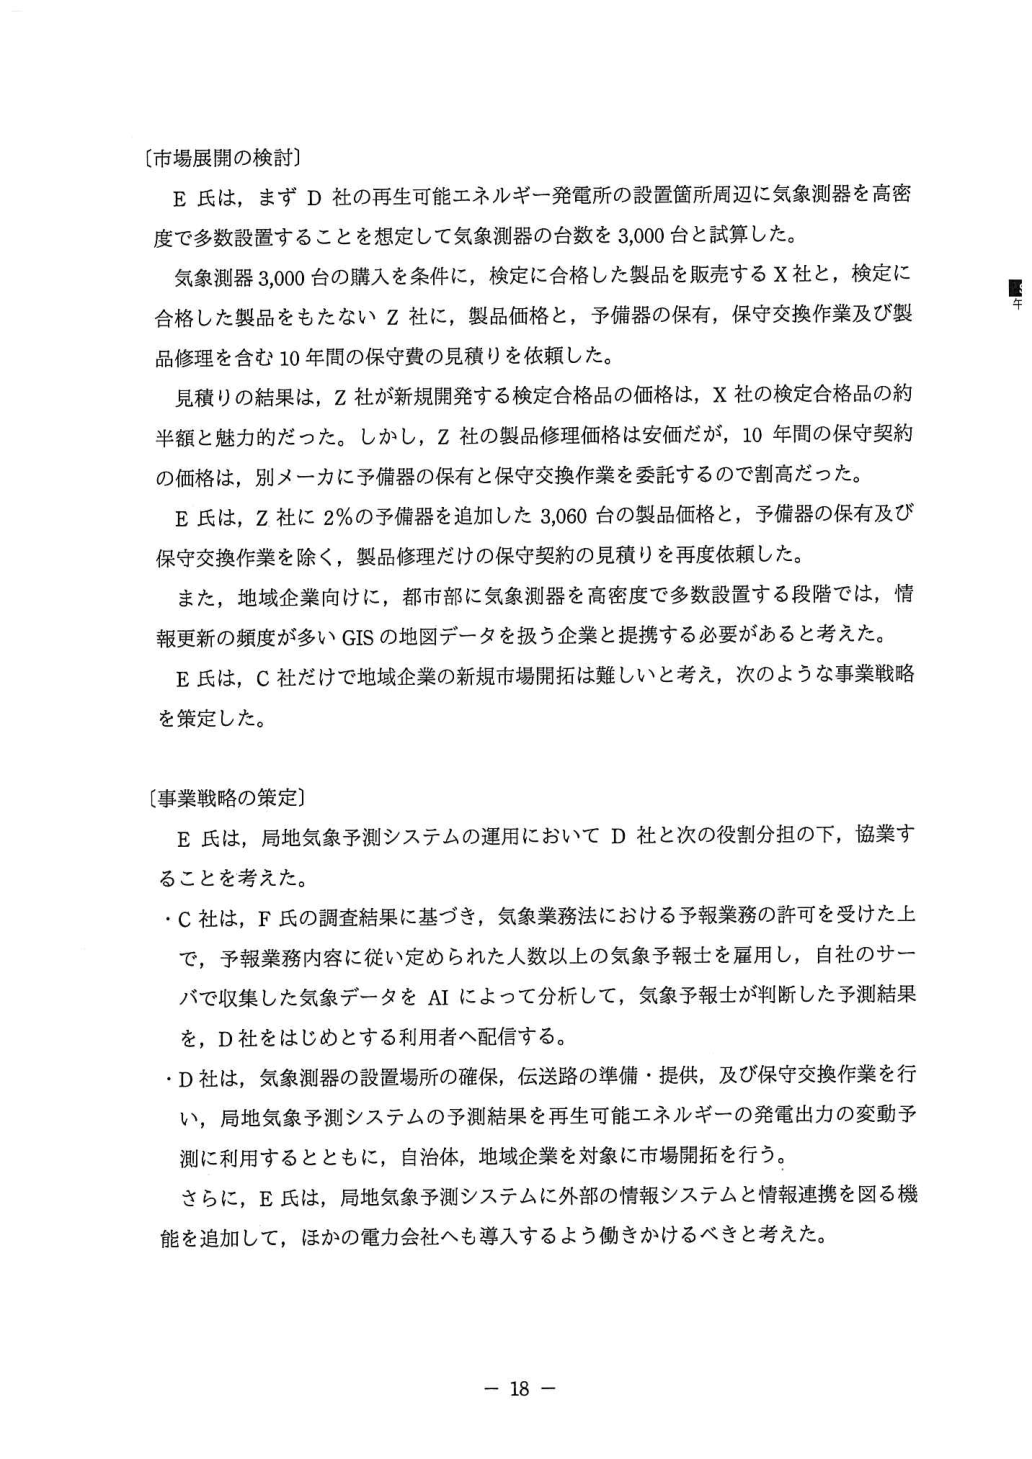 〔市場展開の検討〕
E 氏は，まず D 社の再生可能エネルギー発電所の設置箇所周辺に気象測器を高密
度で多数設置することを想定して気象測器の台数を 3,000 台と試算した。
気象測器 3,000 台の購入を条件に，検定に合格した製品を販売する X 社と，検定に
合格した製品をもたない Z 社に，製品価格と，予備器の保有，保守交換作業及び製
品修理を含む 10 年間の保守費の見積りを依頼した。
見積りの結果は，Z 社が新規開発する検定合格品の価格は，X 社の検定合格品の約
半額と魅力的だった。しかし，Z 社の製品修理価格は安価だが，10 年間の保守契約
の価格は，別メーカに予備器の保有と保守交換作業を委託するので割高だった。
E 氏は，Z 社に 2%の予備器を追加した 3,060 台の製品価格と，予備器の保有及び
保守交換作業を除く，製品修理だけの保守契約の見積りを再度依頼した。
また，地域企業向けに，都市部に気象測器を高密度で多数設置する段階では，情
報更新の頻度が多い GIS の地図データを扱う企業と提携する必要があると考えた。
E 氏は，C 社だけで地域企業の新規市場開拓は難しいと考え，次のような事業戦略
を策定した。
〔事業戦略の策定〕
E 氏は，局地気象予測システムの運用において D 社と次の役割分担の下，協業す
ることを考えた。
・C 社は，F 氏の調査結果に基づき，気象業務法における予報業務の許可を受けた上
で，予報業務内容に従い定められた人数以上の気象予報士を雇用し，自社のサー
バで収集した気象データを AI によって分析して，気象予報士が判断した予測結果
を，D 社をはじめとする利用者へ配信する。
・D 社は，気象測器の設置場所の確保，伝送路の準備・提供，及び保守交換作業を行
い，局地気象予測システムの予測結果を再生可能エネルギーの発電出力の変動予
測に利用するとともに，自治体，地域企業を対象に市場開拓を行う。
さらに，E 氏は，局地気象予測システムに外部の情報システムと情報連携を図る機
能を追加して，ほかの電力会社へも導入するよう働きかけるべきと考えた。
－ 18 －